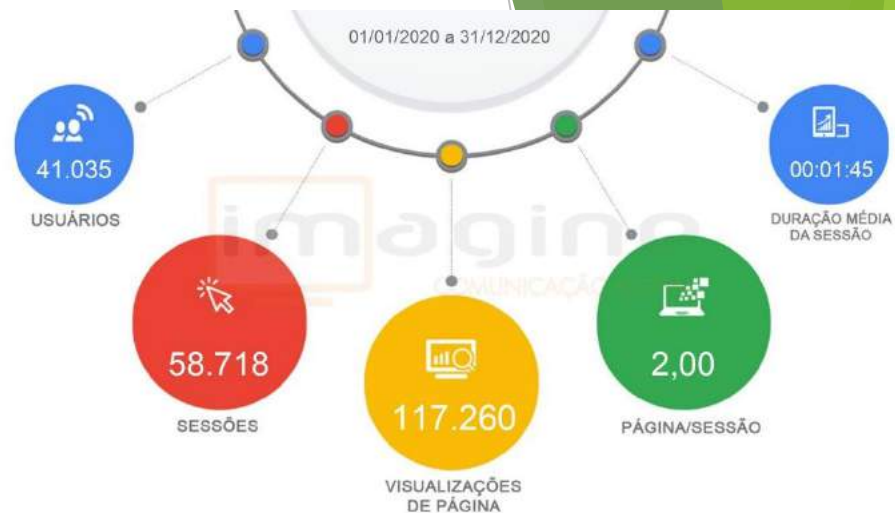 01/01/2020 a 31/12/2020
41.035
USUÁRIOS
00:01:45
DURAÇÃO MÉDIA
DA SESSÃO
imagine
COMUNICAÇÃO
58.718
SESSÕES
2,00
PÁGINA/SESSÃO
117.260
VISUALIZAÇÕES
DE PÁGINA